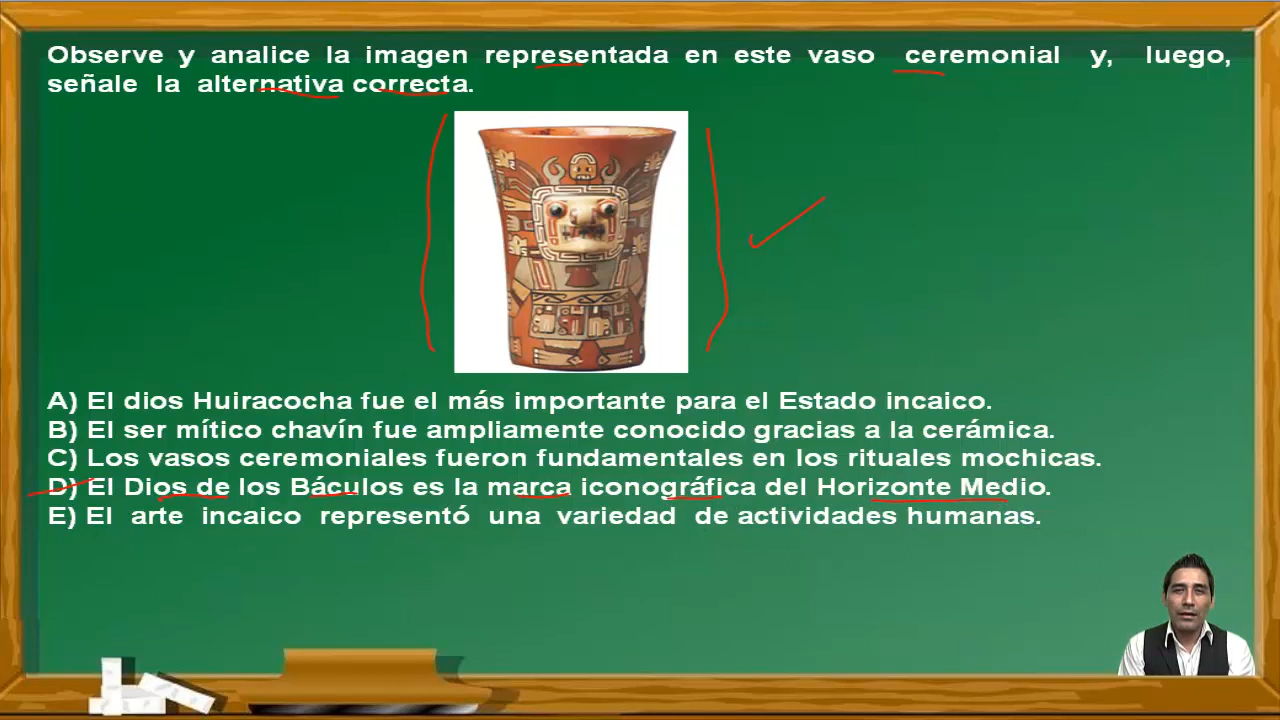 Observe y analice la imagen representada en este vaso ceremonial y, luego,
señale la alternativa correcta.
A) El dios Huiracocha fue el más importante para el Estado incaico.
B) El ser mítico chavín fue ampliamente conocido gracias a la cerámica.
C) Los vasos ceremoniales fueron fundamentales en los rituales mochicas.
D) El Dios de los Báculos es la marca iconográfica del Horizonte Medio.
E) El arte incaico representó una variedad de actividades humanas.